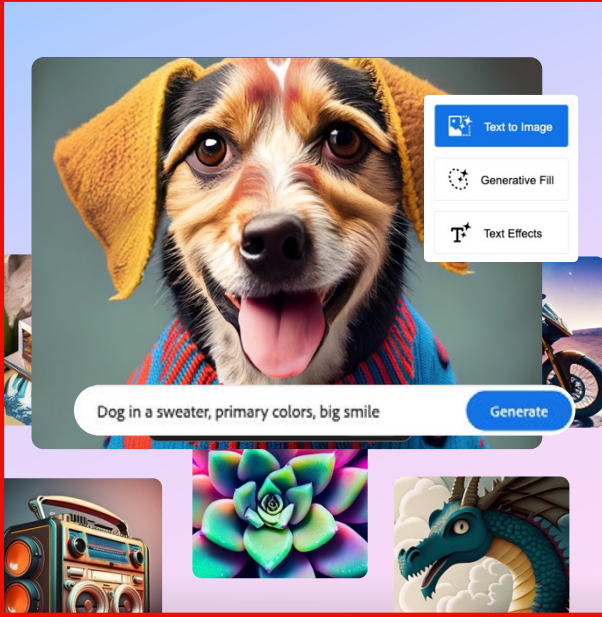 Text to Image
Generative Fill
Text Effects
Dog in a sweater, primary colors, big smile
Generate